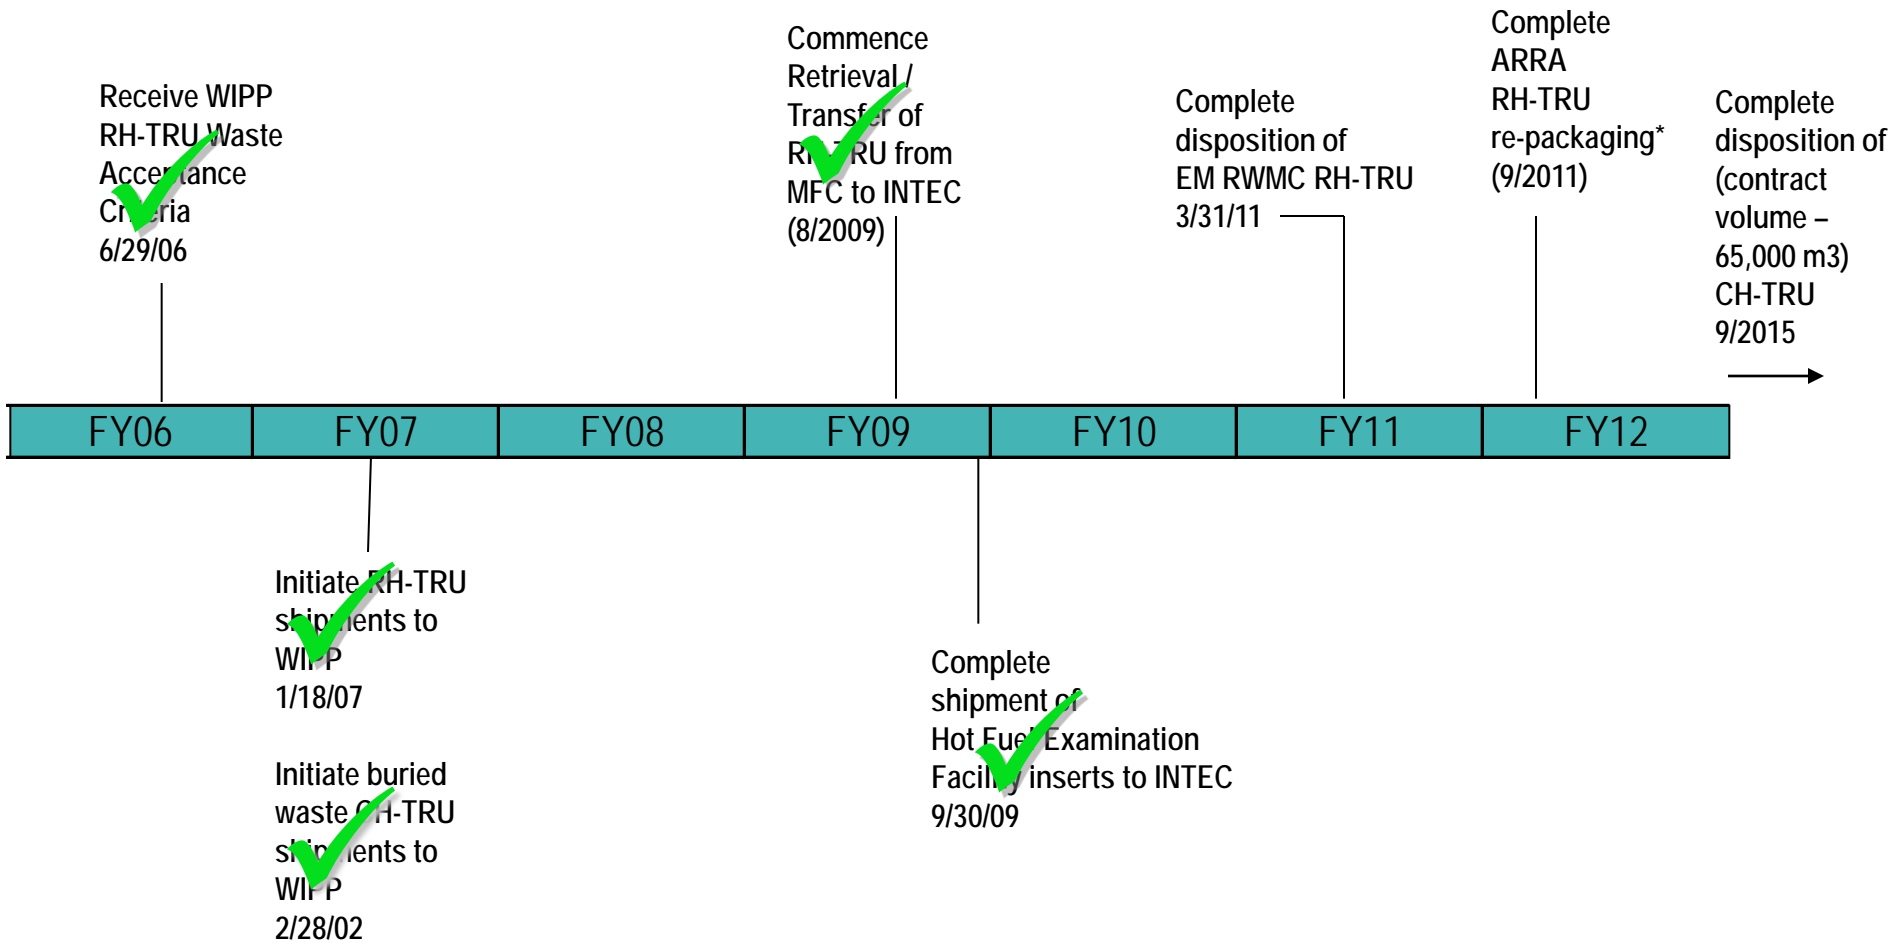 Receive WIPP
RH-TRU Waste
Acceptance
Criteria
6/29/06
Commence
Retrieval /
Transfer of
RH-TRU from
MFC to INTEC
(8/2009)
Complete
disposition of
EM RWMC RH-TRU
3/31/11
Complete
ARRA
RH-TRU
re-packaging*
(9/2011)
Complete
disposition of
(contract
volume –
65,000 m3)
CH-TRU
9/2015
FY06 FY07 FY08 FY09 FY10 FY11 FY12
Initiate RH-TRU
shipments to
WIPP
1/18/07
Initiate buried
waste CH-TRU
shipments to
WIPP
2/28/02
Complete
shipment of
Hot Fuel Examination
Facility inserts to INTEC
9/30/09